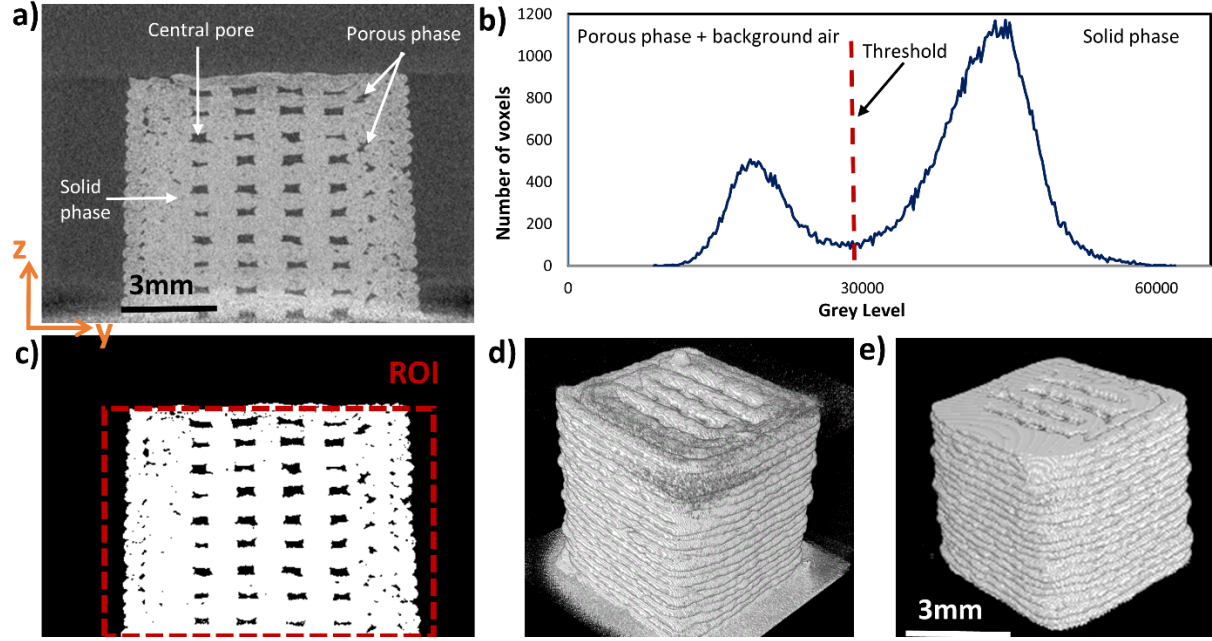 a)
Central pore
Porous phase
Solid
phase
z
y
3mm
b)
Porous phase + background air
Solid phase
Threshold
Number of voxels
1200
1000
800
600
400
200
0
0
30000
60000
Grey Level
c)
ROI
d)
e)
3mm